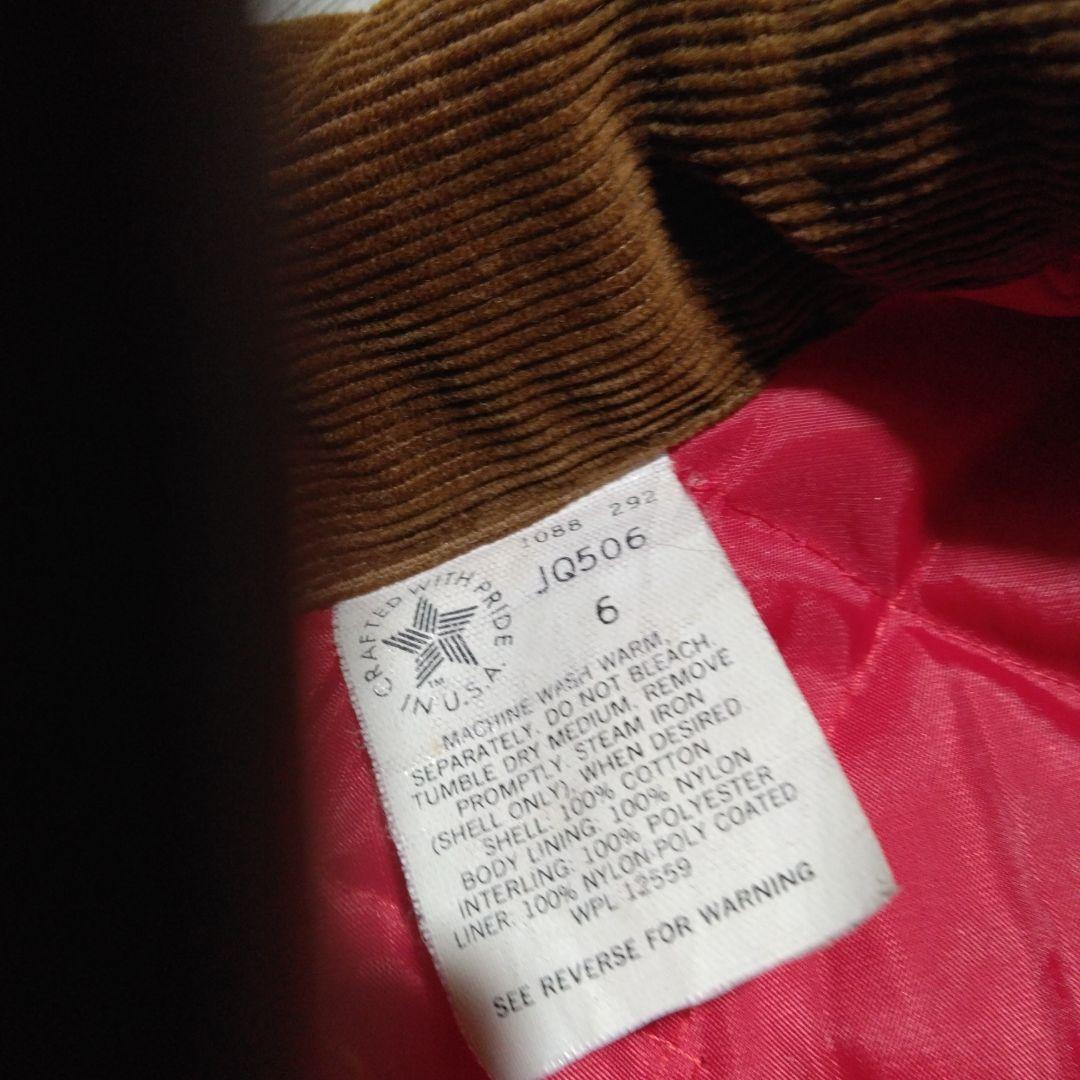 1088 292
JQ506
6
CRAFTED WITH PRIDE
IN U.S.A.
TM
MACHINE WASH WARM,
SEPARATELY. DO NOT BLEACH.
TUMBLE DRY MEDIUM, REMOVE
PROMPTLY. STEAM IRON
(SHELL ONLY), WHEN DESIRED
SHELL: 100% COTTON
BODY LINING: 100% NYLON
INTERLING: 100% POLYESTER
LINER: 100% NYLON-POLY COATED
WPL 12559
SEE REVERSE FOR WARNING